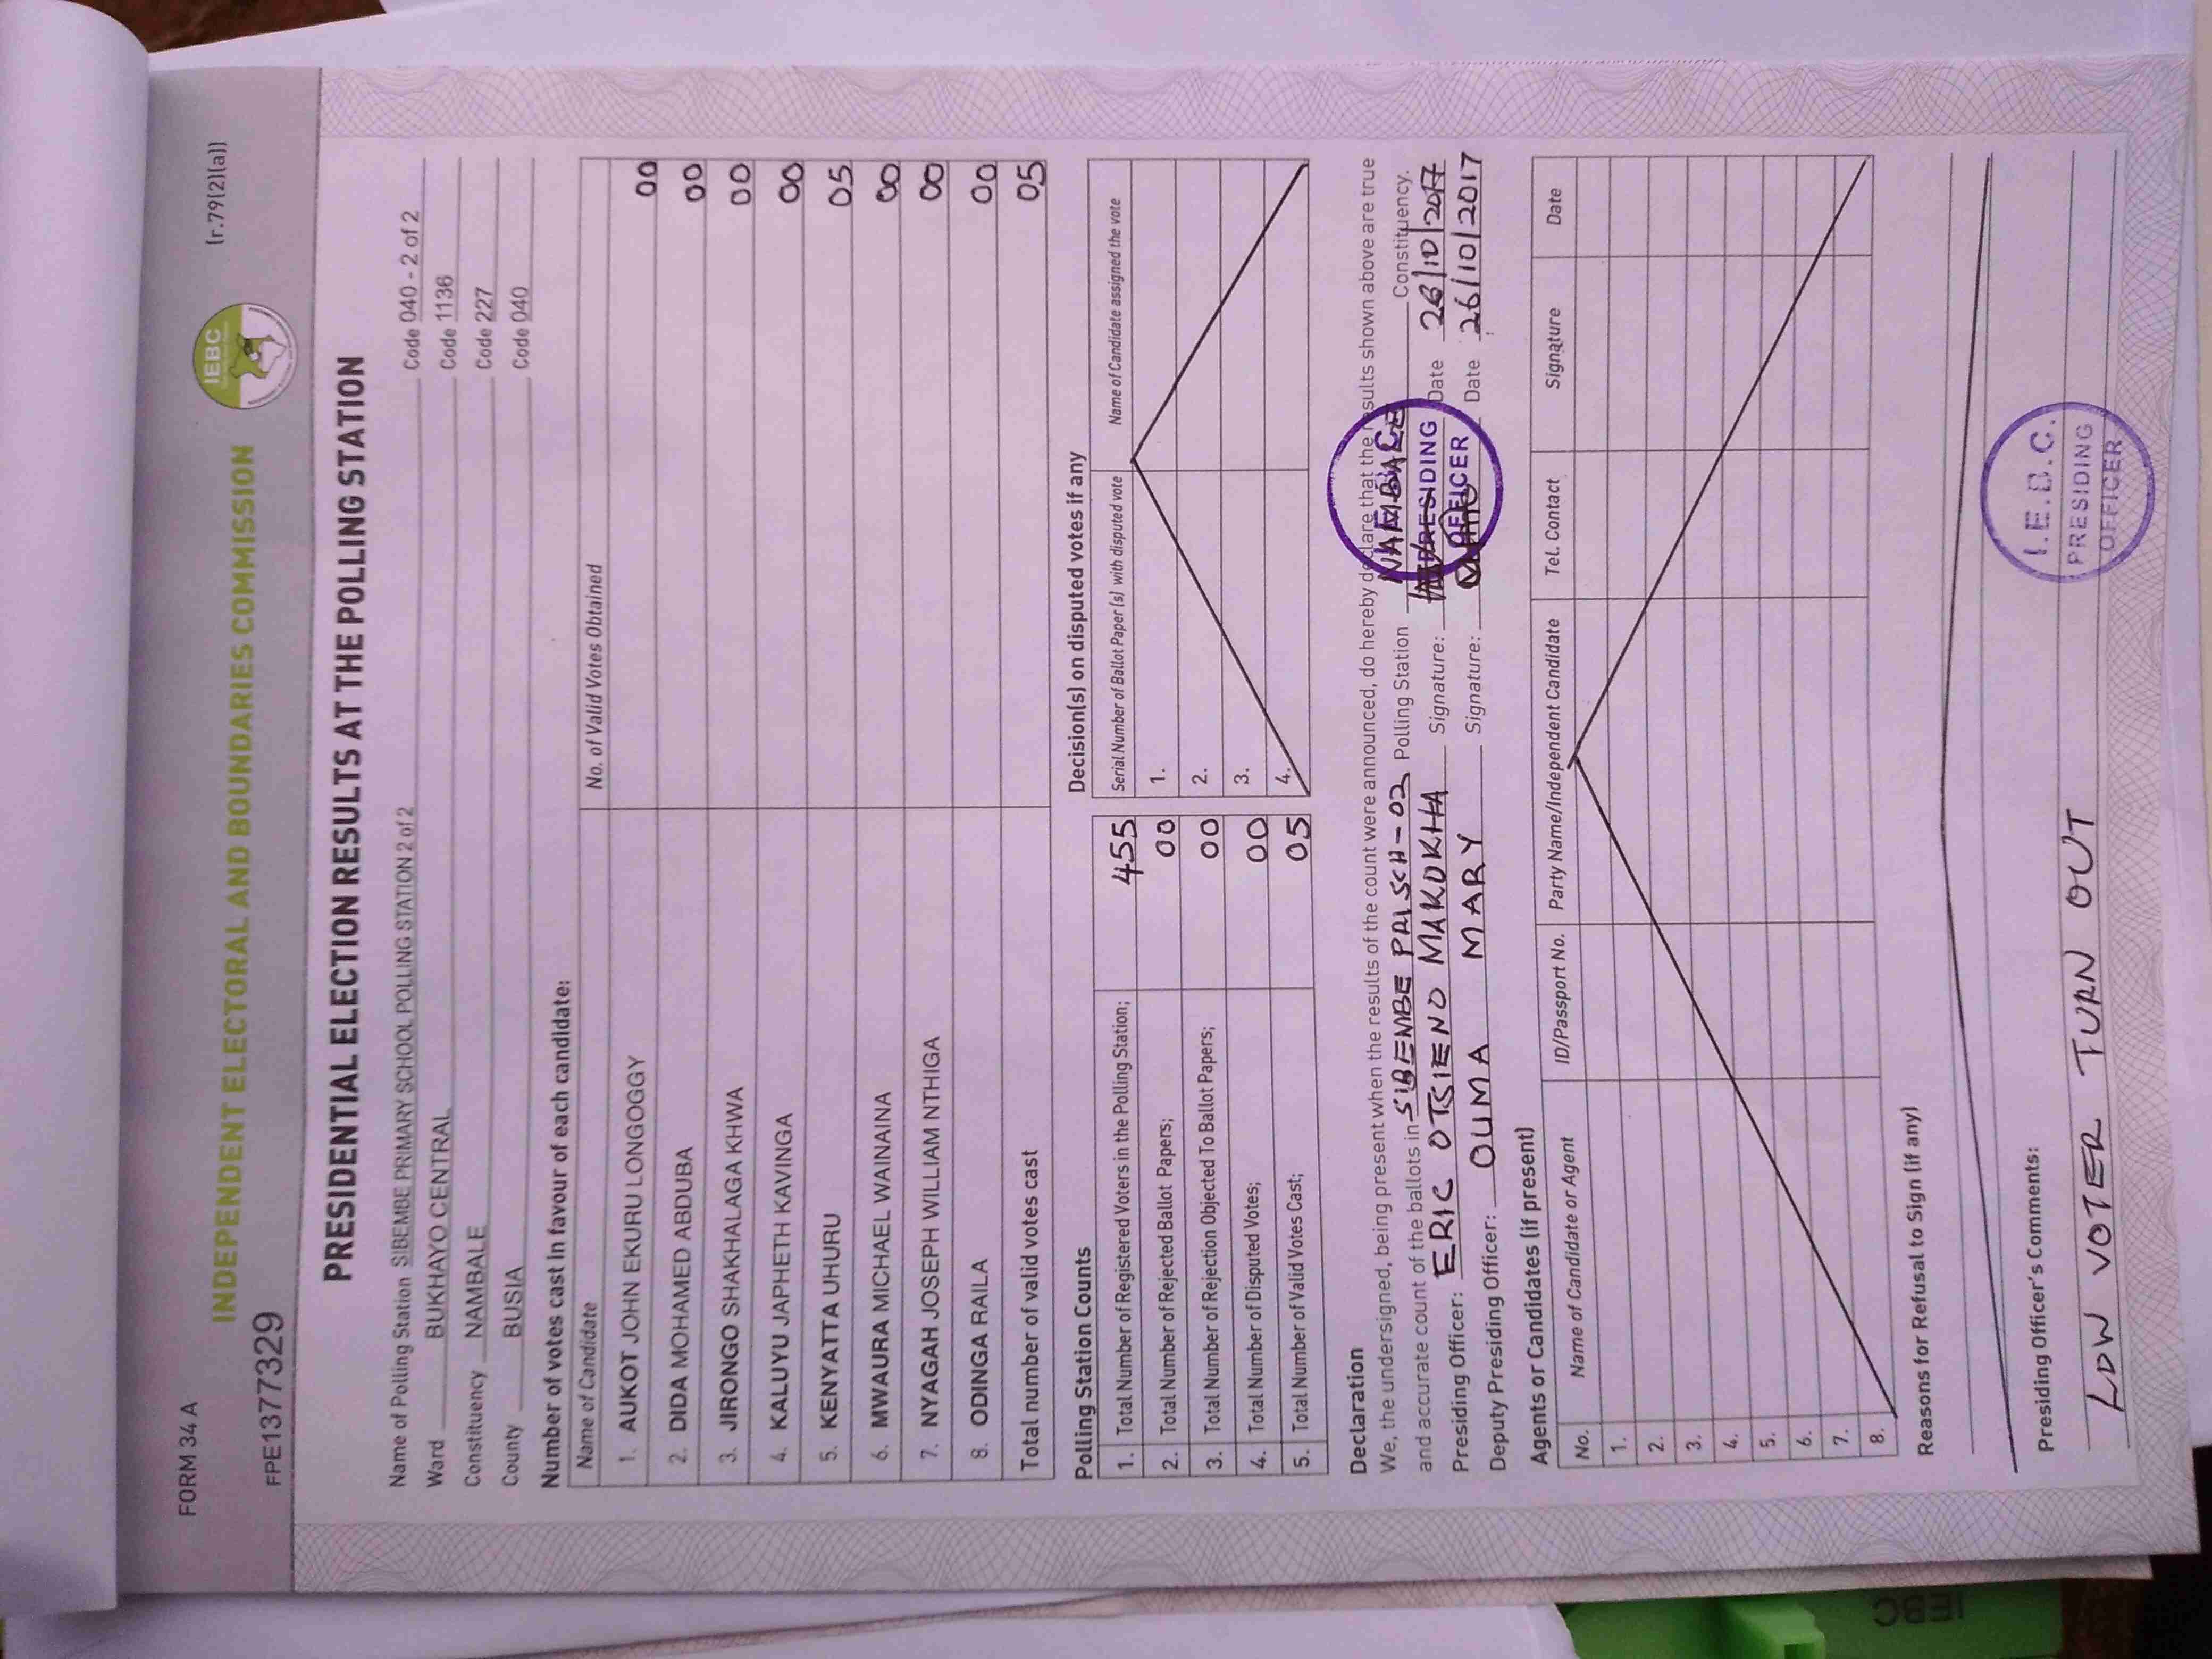 FORM 34 A
(r.79(2)(a))
IEBC
INDEPENDENT ELECTORAL AND BOUNDARIES COMMISSION
FPE1377329
PRESIDENTIAL ELECTION RESULTS AT THE POLLING STATION
Name of Polling Station SIBEMBE PRIMARY SCHOOL POLLING STATION 2 of 2 Code 040 - 2 of 2
Ward BUKHAYO CENTRAL Code 1136
Constituency NAMBALE Code 227
County BUSIA Code 040
Number of votes cast in favour of each candidate:
Name of Candidate No. of Valid Votes Obtained
1. AUKOT JOHN EKURU LONGOGGY 00
2. DIDA MOHAMED ABDUBA 00
3. JIRONGO SHAKHALAGA KHWA 00
4. KALUYU JAPHETH KAVINGA 00
5. KENYATTA UHURU 05
6. MWAURA MICHAEL WAINAINA 00
7. NYAGAH JOSEPH WILLIAM NTHIGA 00
8. ODINGA RAILA 00
Total number of valid votes cast 05
Polling Station Counts
1. Total Number of Registered Voters in the Polling Station; 455
2. Total Number of Rejected Ballot Papers; 00
3. Total Number of Rejection Objected To Ballot Papers; 00
4. Total Number of Disputed Votes; 00
5. Total Number of Valid Votes Cast; 05
Decision(s) on disputed votes if any
Serial Number of Ballot Paper(s) with disputed vote Name of Candidate assigned the vote
1.
2.
3.
4.
Declaration
We, the undersigned, being present when the results of the count were announced, do hereby declare that the results shown above are true
and accurate count of the ballots in SIBEMBE PRI SCH-02 Polling Station NAMBALE Constituency.
Presiding Officer: ERIC OTSIENO MAKOKHA Signature: Date 26/10/2017
Deputy Presiding Officer: OUMA MARY Signature: Date 26/10/2017
I.E.B.C.
PRESIDING
OFFICER
Agents or Candidates (if present)
No. Name of Candidate or Agent ID/Passport No. Party Name/Independent Candidate Tel. Contact Signature Date
1.
2.
3.
4.
5.
6.
7.
8.
Reasons for Refusal to Sign (if any)
Presiding Officer's Comments:
LOW VOTER TURN OUT
I.E.B.C.
PRESIDING
OFFICER
IEBC